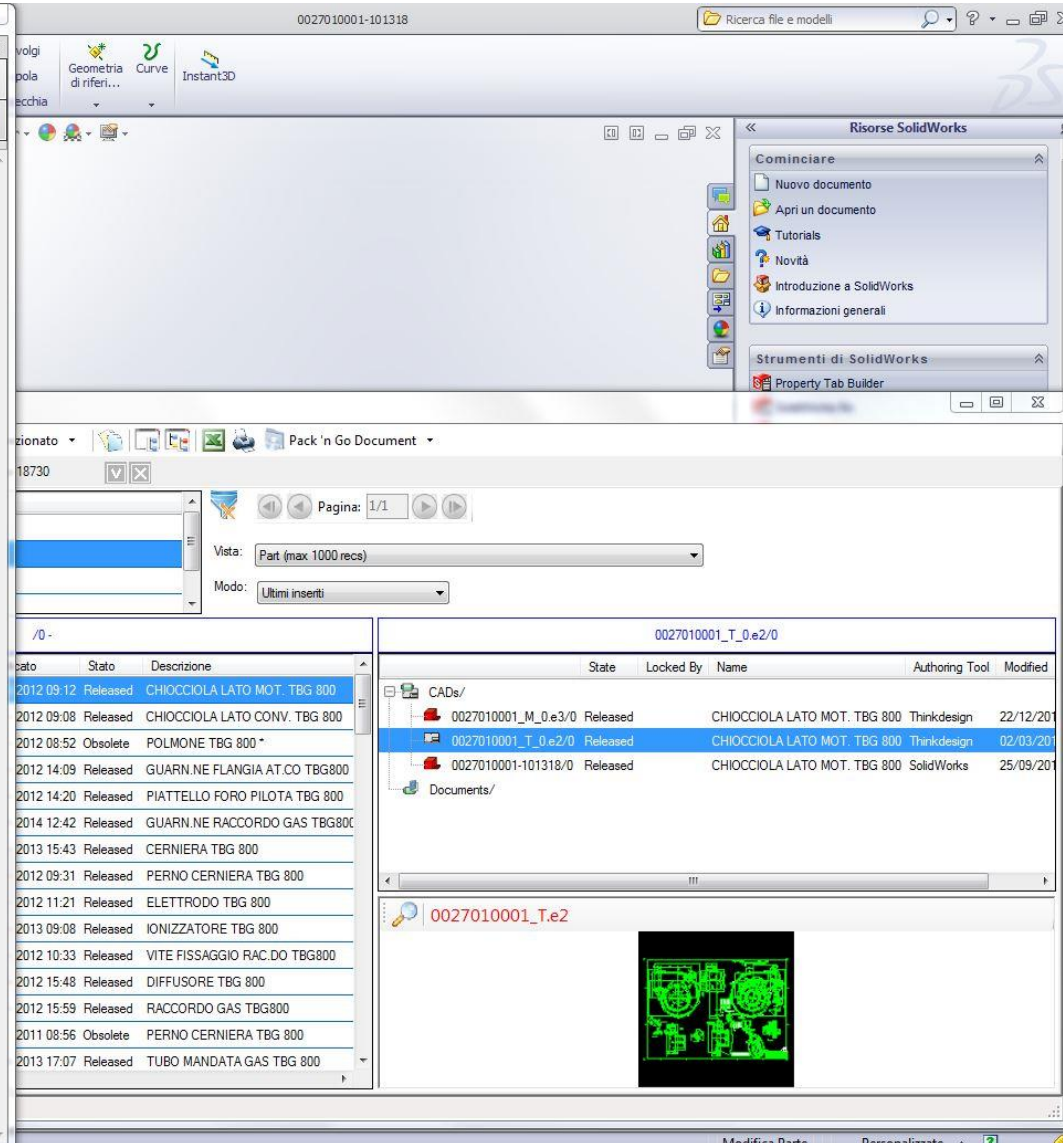 0027010001-101318
Ricerca file e modelli
volgi
pola
ecchia
Geometria di riferi...
Curve
Instant3D
Risorse SolidWorks
Cominciare
Nuovo documento
Apri un documento
Tutorials
Novità
Introduzione a SolidWorks
Informazioni generali
Strumenti di SolidWorks
Property Tab Builder
zionato
Pack 'n Go Document
18730
Pagina: 1/1
Vista: Part (max 1000 recs)
Modo: Ultimi inseriti
/0 -
0027010001_T_0.e2/0
cato Stato Descrizione
2012 09:12 Released CHIOCCIOLA LATO MOT. TBG 800
2012 09:08 Released CHIOCCIOLA LATO CONV. TBG 800
2012 08:52 Obsolete POLMONE TBG 800 *
2012 14:09 Released GUARN.NE FLANGIA AT.CO TBG800
2012 14:20 Released PIATTELLO FORO PILOTA TBG 800
2014 12:42 Released GUARN.NE RACCORDO GAS TBG800
2013 15:43 Released CERNIERA TBG 800
2012 09:31 Released PERNO CERNIERA TBG 800
2012 11:21 Released ELETTRODO TBG 800
2013 09:08 Released IONIZZATORE TBG 800
2012 10:33 Released VITE FISSAGGIO RAC.DO TBG800
2012 15:48 Released DIFFUSORE TBG 800
2012 15:59 Released RACCORDO GAS TBG800
2011 08:56 Obsolete PERNO CERNIERA TBG 800
2013 17:07 Released TUBO MANDATA GAS TBG 800
State Locked By Name Authoring Tool Modified
CADs/
0027010001_M_0.e3/0 Released CHIOCCIOLA LATO MOT. TBG 800 Thinkdesign 22/12/201
0027010001_T_0.e2/0 Released CHIOCCIOLA LATO MOT. TBG 800 Thinkdesign 02/03/201
0027010001-101318/0 Released CHIOCCIOLA LATO MOT. TBG 800 SolidWorks 25/09/201
Documents/
0027010001_T.e2
Modifica Parte Personalizzato